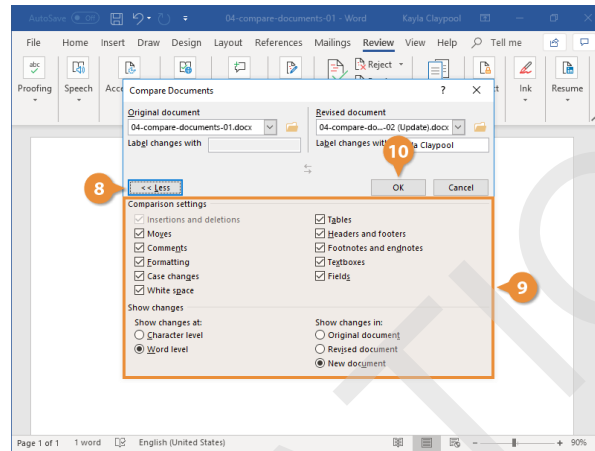 AutoSave Off 04-compare-documents-01 - Word Kayla Claypool
File Home Insert Draw Design Layout References Mailings Review View Help Tell me
abc Reject
Proofing Speech Ink Resume
Compare Documents ? X
Original document Revised document
04-compare-documents-01.docx 04-compare-do...-02 (Update).docx
Label changes with Label changes with Claypool
10
8 << Less OK Cancel
Comparison settings
Insertions and deletions Tables
Moves Headers and footers
Comments Footnotes and endnotes
Formatting Textboxes
Case changes Fields
White space
9
Show changes
Show changes at: Show changes in:
Character level Original document
Word level Revised document
New document
Page 1 of 1 1 word English (United States) 90%